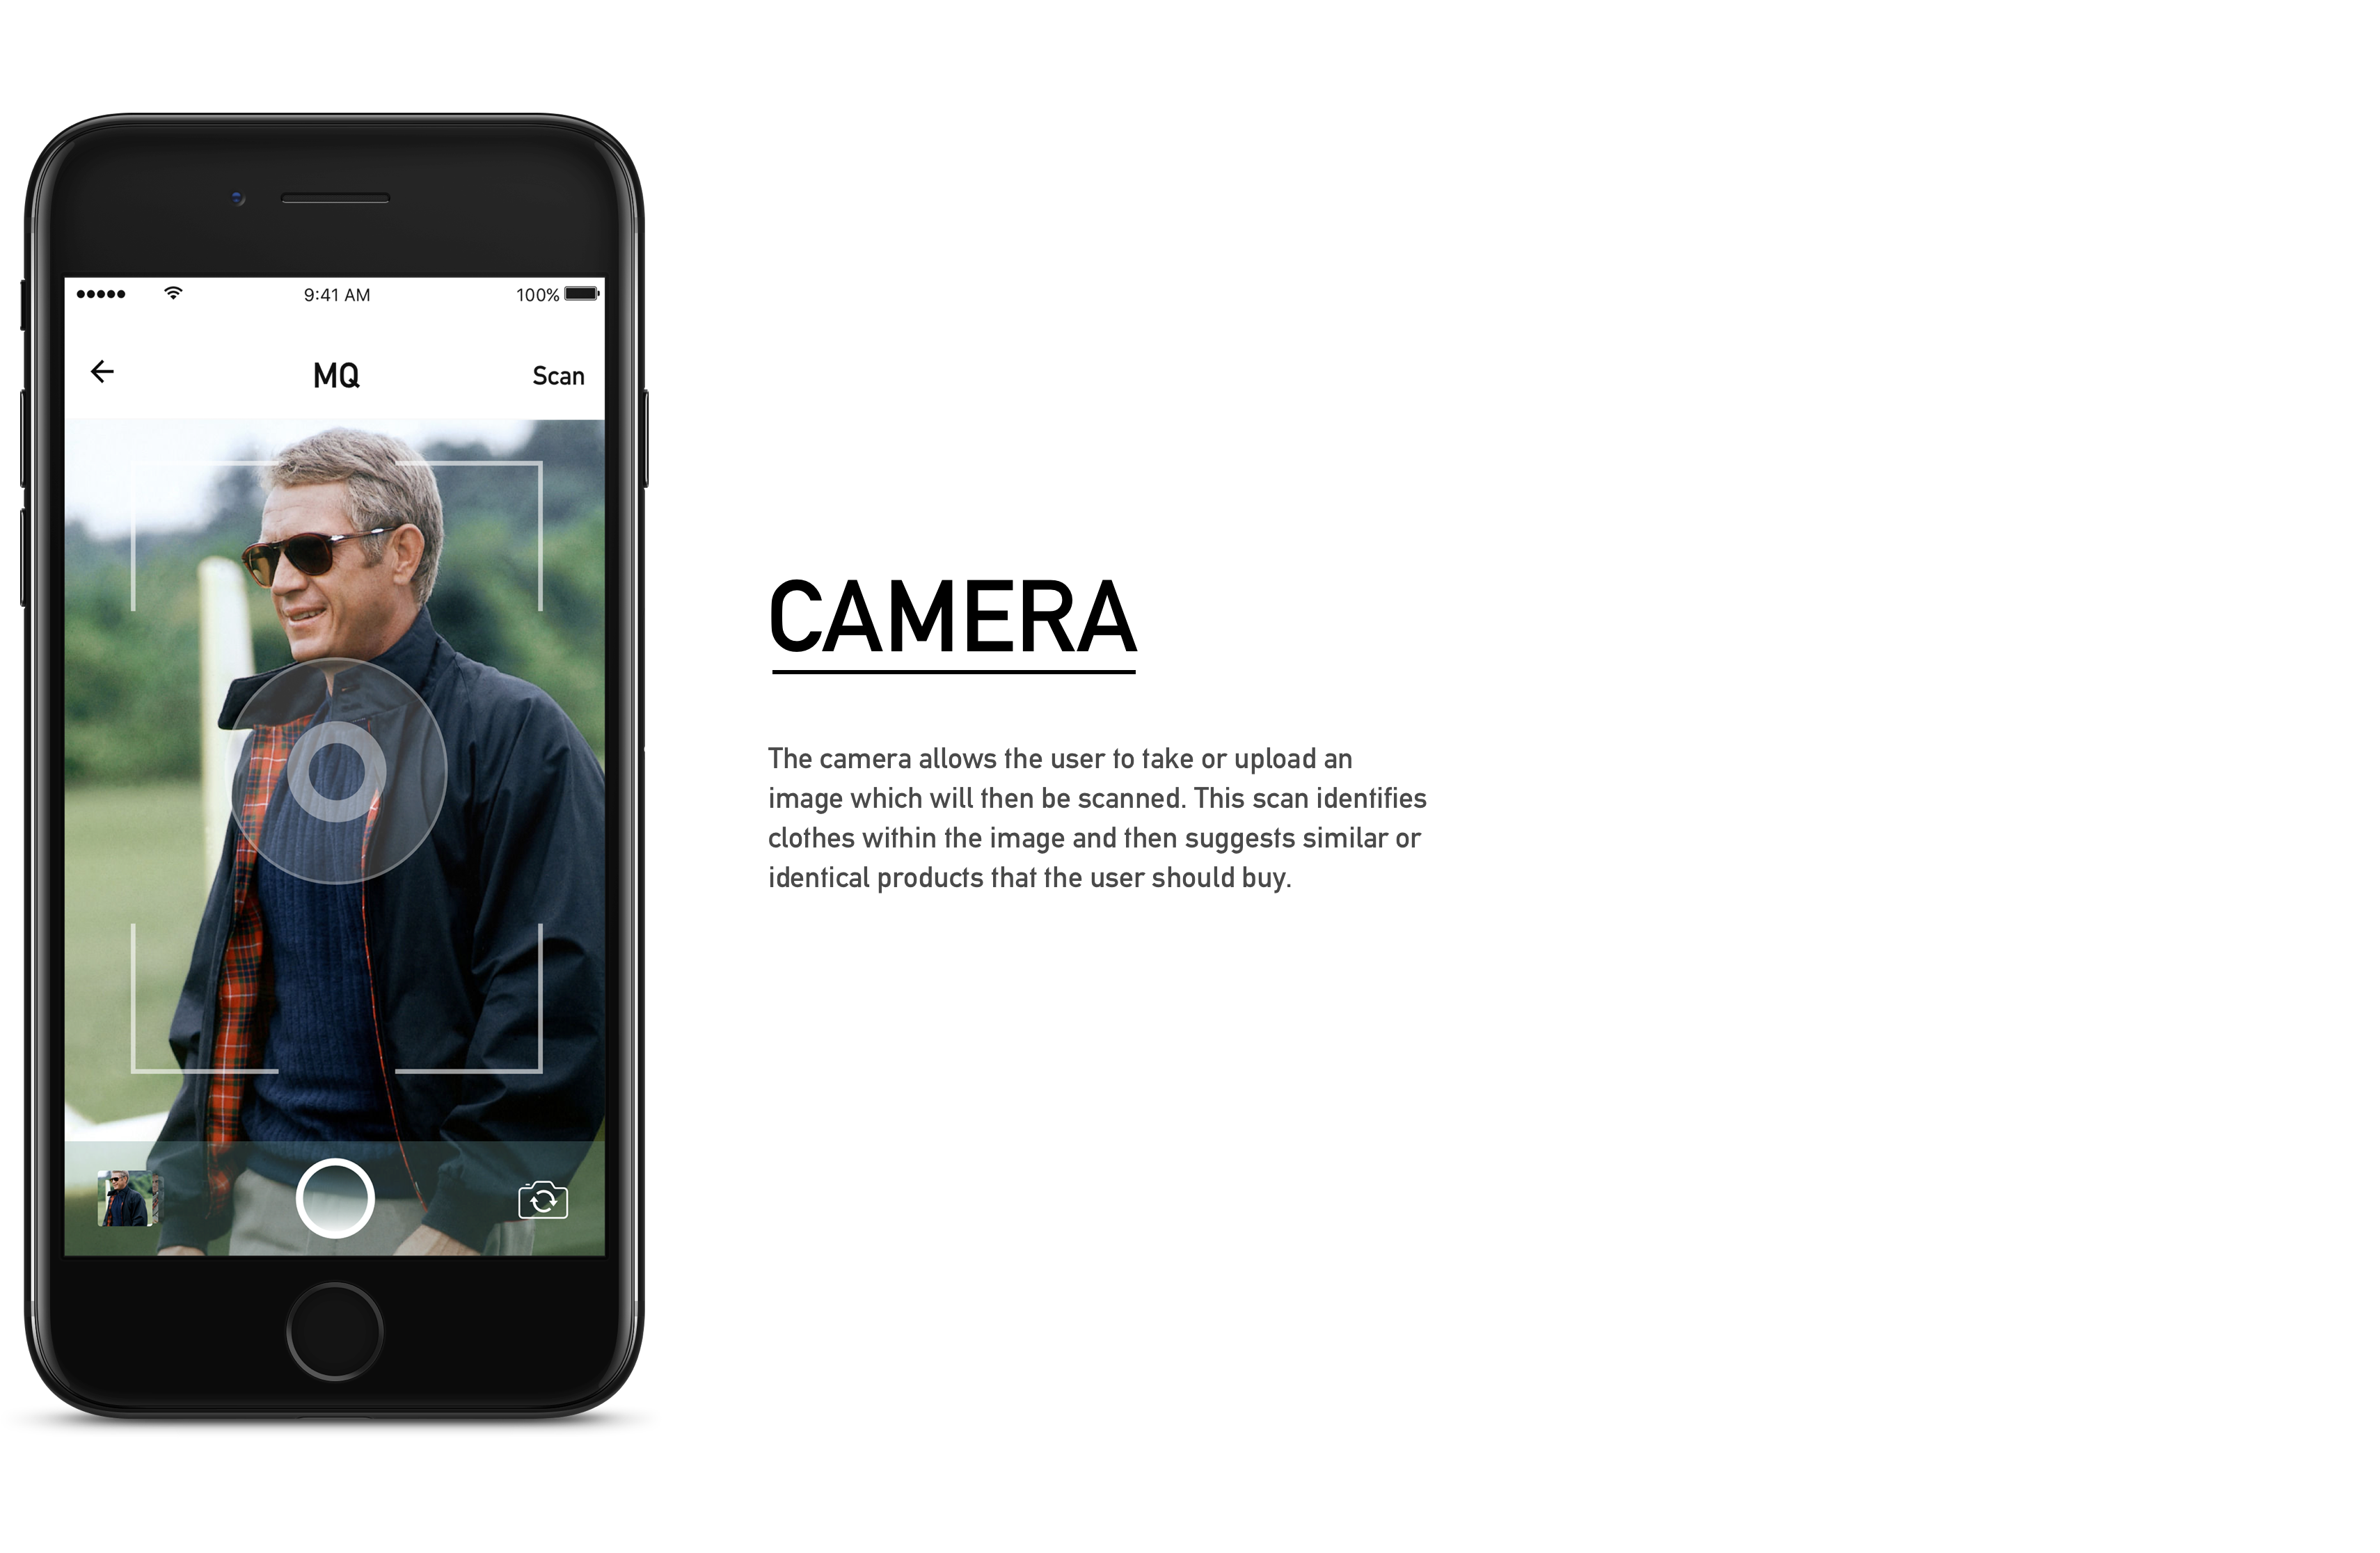 9:41 AM 100%
MQ Scan
CAMERA
The camera allows the user to take or upload an
image which will then be scanned. This scan identifies
clothes within the image and then suggests similar or
identical products that the user should buy.